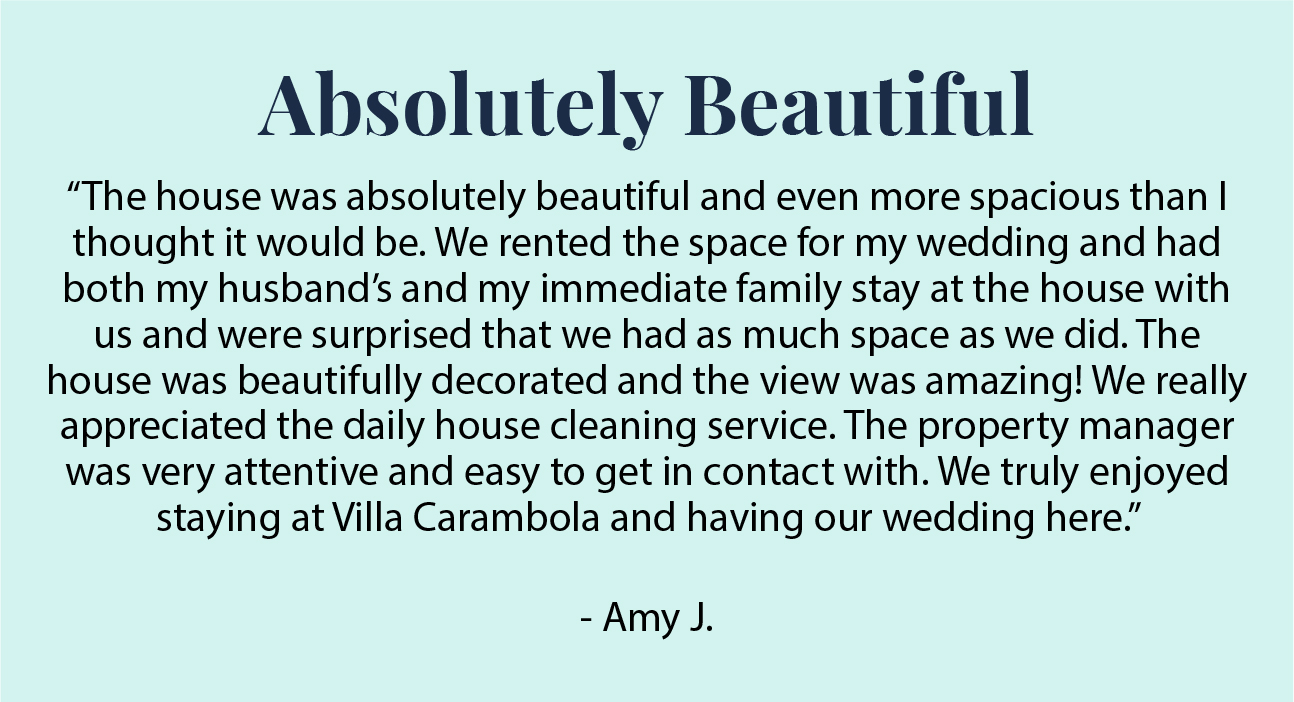 Absolutely Beautiful
“The house was absolutely beautiful and even more spacious than I
thought it would be. We rented the space for my wedding and had
both my husband’s and my immediate family stay at the house with
us and were surprised that we had as much space as we did. The
house was beautifully decorated and the view was amazing! We really
appreciated the daily house cleaning service. The property manager
was very attentive and easy to get in contact with. We truly enjoyed
staying at Villa Carambola and having our wedding here.”
- Amy J.